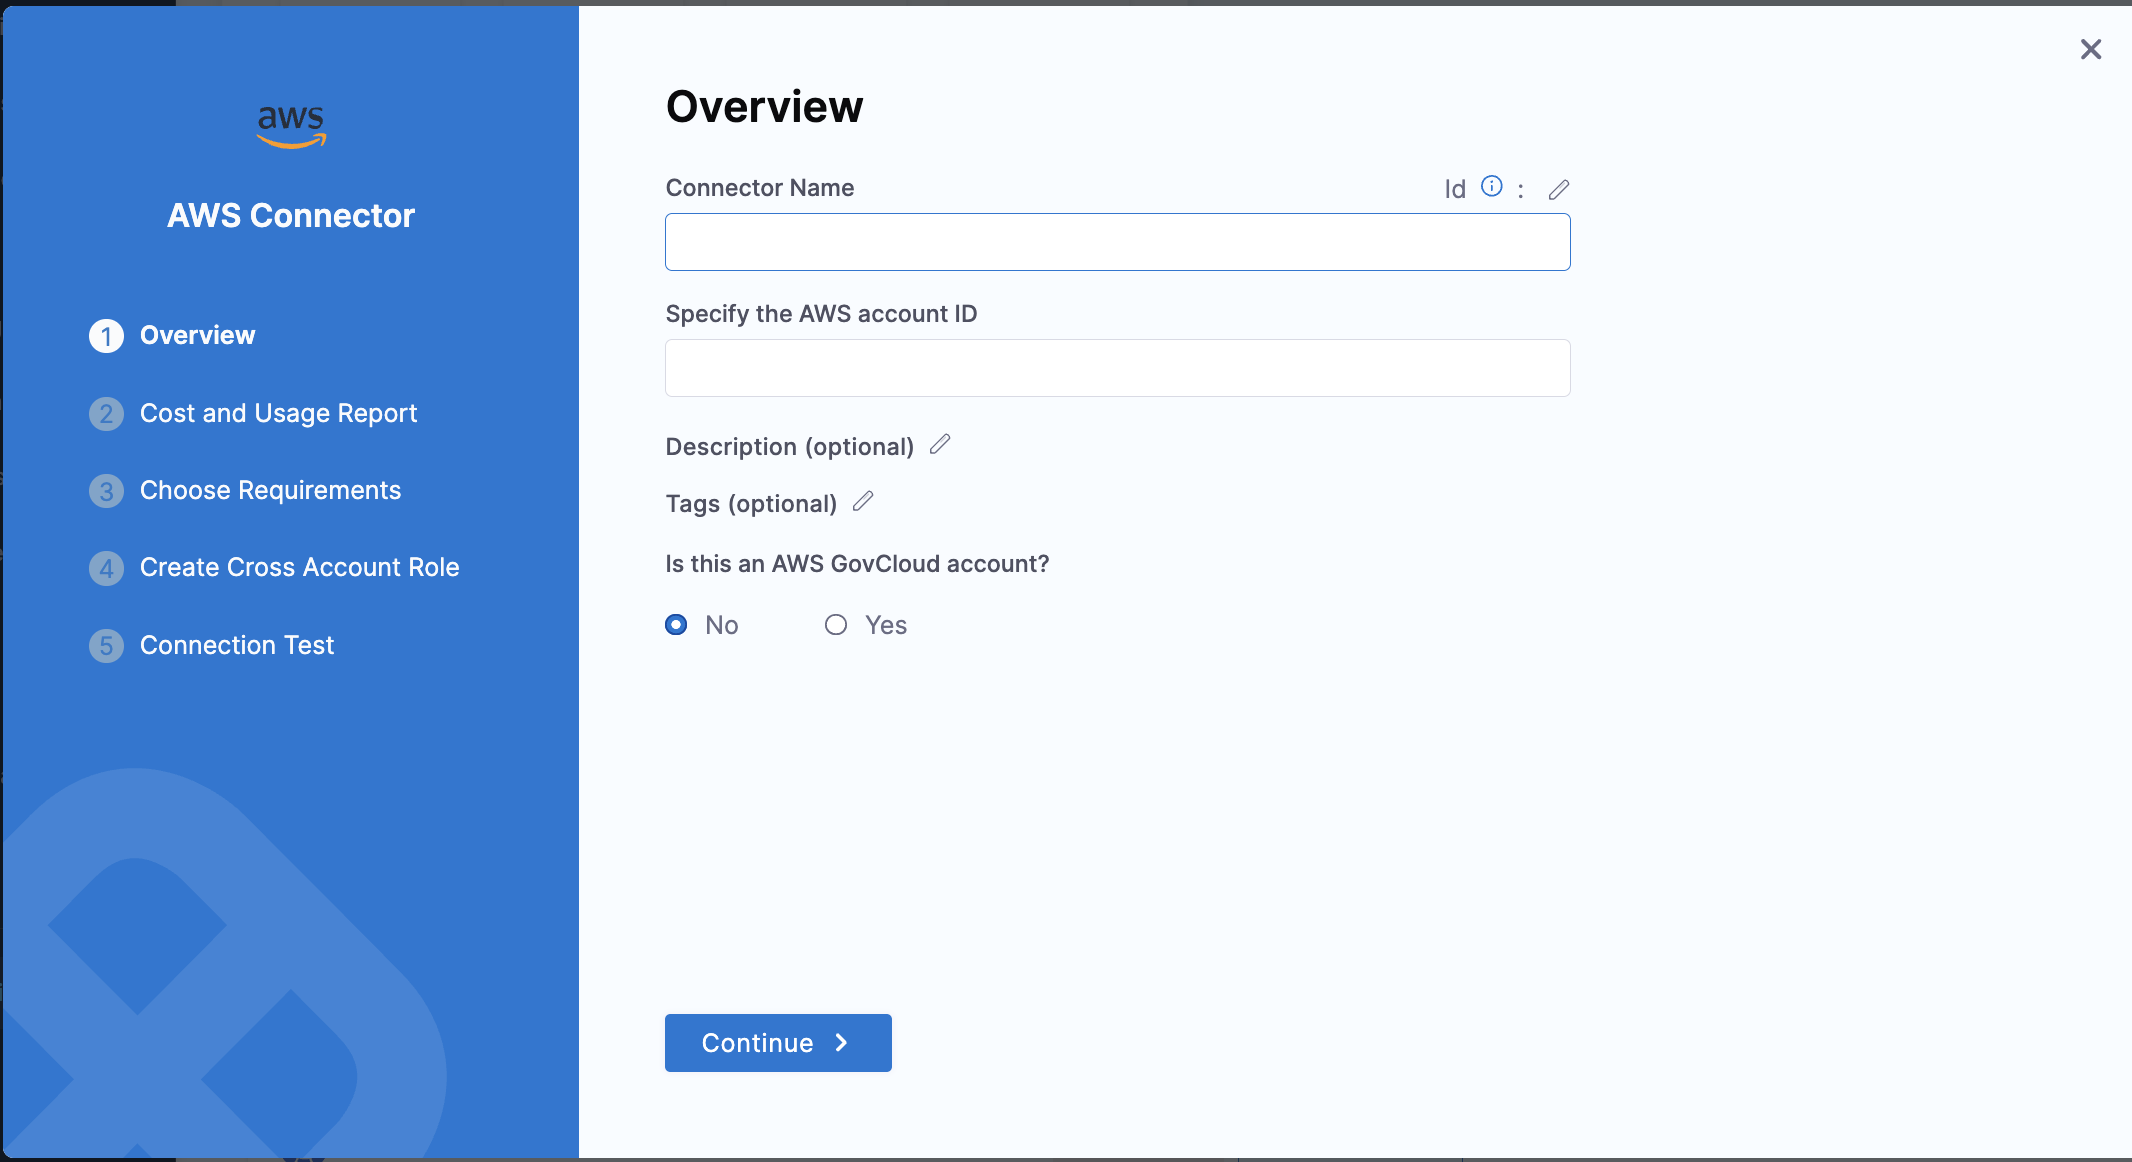 aws
AWS Connector
1 Overview
2 Cost and Usage Report
3 Choose Requirements
4 Create Cross Account Role
5 Connection Test
Overview
Connector Name
Id ⓘ :
Specify the AWS account ID
Description (optional)
Tags (optional)
Is this an AWS GovCloud account?
No Yes
Continue